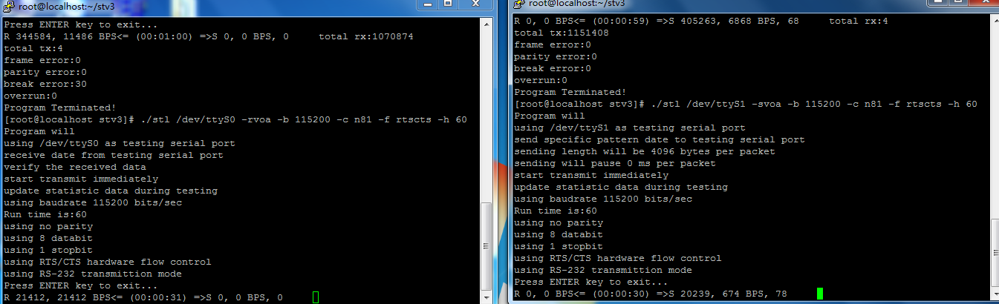 root@localhost:~/stv3
Press ENTER key to exit...
R 344584, 11486 BPS<= (00:01:00) =>S 0, 0 BPS, 0     total rx:1070874
total tx:4
frame error:0
parity error:0
break error:30
overrun:0
Program Terminated!
[root@localhost stv3]# ./stl /dev/ttyS0 -rvoa -b 115200 -c n81 -f rtscts -h 60
Program will
using /dev/ttyS0 as testing serial port
receive date from testing serial port
verify the received data
start transmit immediately
update statistic data during testing
using baudrate 115200 bits/sec
Run time is:60
using no parity
using 8 databit
using 1 stopbit
using RTS/CTS hardware flow control
using RS-232 transmittion mode
Press ENTER key to exit...
R 21412, 21412 BPS<= (00:00:31) =>S 0, 0 BPS, 0
root@localhost:~/stv3
R 0, 0 BPS<= (00:00:59) =>S 405263, 6868 BPS, 68     total rx:4
total tx:1151408
frame error:0
parity error:0
break error:0
overrun:0
Program Terminated!
[root@localhost stv3]# ./stl /dev/ttyS1 -svoa -b 115200 -c n81 -f rtscts -h 60
Program will
using /dev/ttyS1 as testing serial port
send specific pattern date to testing serial port
sending length will be 4096 bytes per packet
sending will pause 0 ms per packet
start transmit immediately
update statistic data during testing
using baudrate 115200 bits/sec
Run time is:60
using no parity
using 8 databit
using 1 stopbit
using RTS/CTS hardware flow control
using RS-232 transmittion mode
Press ENTER key to exit...
R 0, 0 BPS<= (00:00:30) =>S 20239, 674 BPS, 78